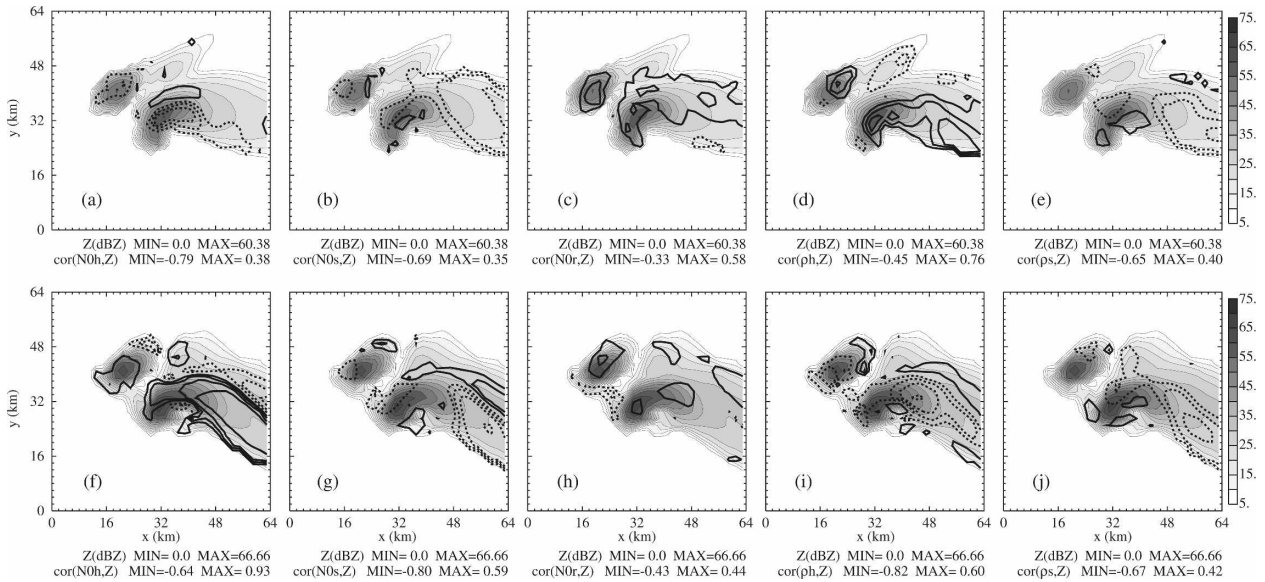 64
48
32
16
0
y (km)
(a)
(b)
(c)
(d)
(e)
75.
65.
55.
45.
35.
25.
15.
5.
Z(dBZ) MIN= 0.0 MAX=60.38
cor(N0h,Z) MIN=-0.79 MAX= 0.38
Z(dBZ) MIN= 0.0 MAX=60.38
cor(N0s,Z) MIN=-0.69 MAX= 0.35
Z(dBZ) MIN= 0.0 MAX=60.38
cor(N0r,Z) MIN=-0.33 MAX= 0.58
Z(dBZ) MIN= 0.0 MAX=60.38
cor(ρh,Z) MIN=-0.45 MAX= 0.76
Z(dBZ) MIN= 0.0 MAX=60.38
cor(ρs,Z) MIN=-0.65 MAX= 0.40
64
48
32
16
0
y (km)
(f)
(g)
(h)
(i)
(j)
75.
65.
55.
45.
35.
25.
15.
5.
0 16 32 48 64
x (km)
0 16 32 48 64
x (km)
0 16 32 48 64
x (km)
0 16 32 48 64
x (km)
0 16 32 48 64
x (km)
Z(dBZ) MIN= 0.0 MAX=66.66
cor(N0h,Z) MIN=-0.64 MAX= 0.93
Z(dBZ) MIN= 0.0 MAX=66.66
cor(N0s,Z) MIN=-0.80 MAX= 0.59
Z(dBZ) MIN= 0.0 MAX=66.66
cor(N0r,Z) MIN=-0.43 MAX= 0.44
Z(dBZ) MIN= 0.0 MAX=66.66
cor(ρh,Z) MIN=-0.82 MAX= 0.60
Z(dBZ) MIN= 0.0 MAX=66.66
cor(ρs,Z) MIN=-0.67 MAX= 0.42